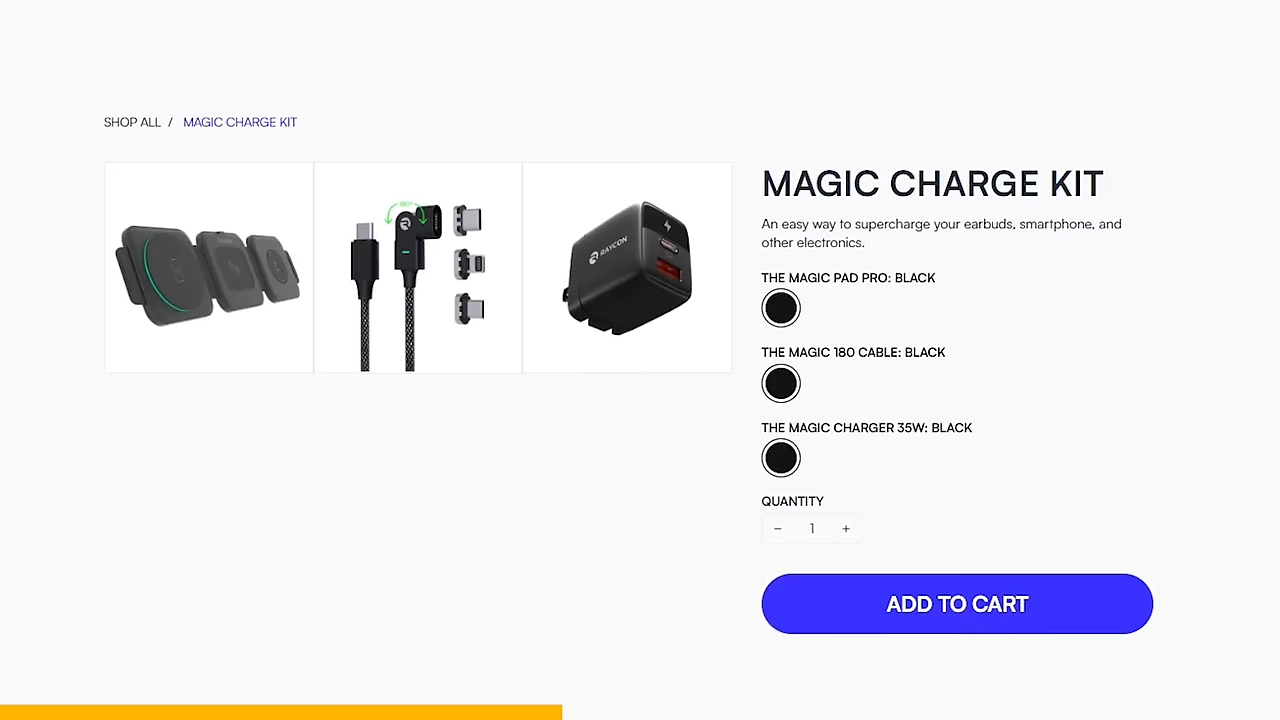 SHOP ALL / MAGIC CHARGE KIT
180°
RAYCON
MAGIC CHARGE KIT
An easy way to supercharge your earbuds, smartphone, and
other electronics.
THE MAGIC PAD PRO: BLACK
THE MAGIC 180 CABLE: BLACK
THE MAGIC CHARGER 35W: BLACK
QUANTITY
− 1 +
ADD TO CART